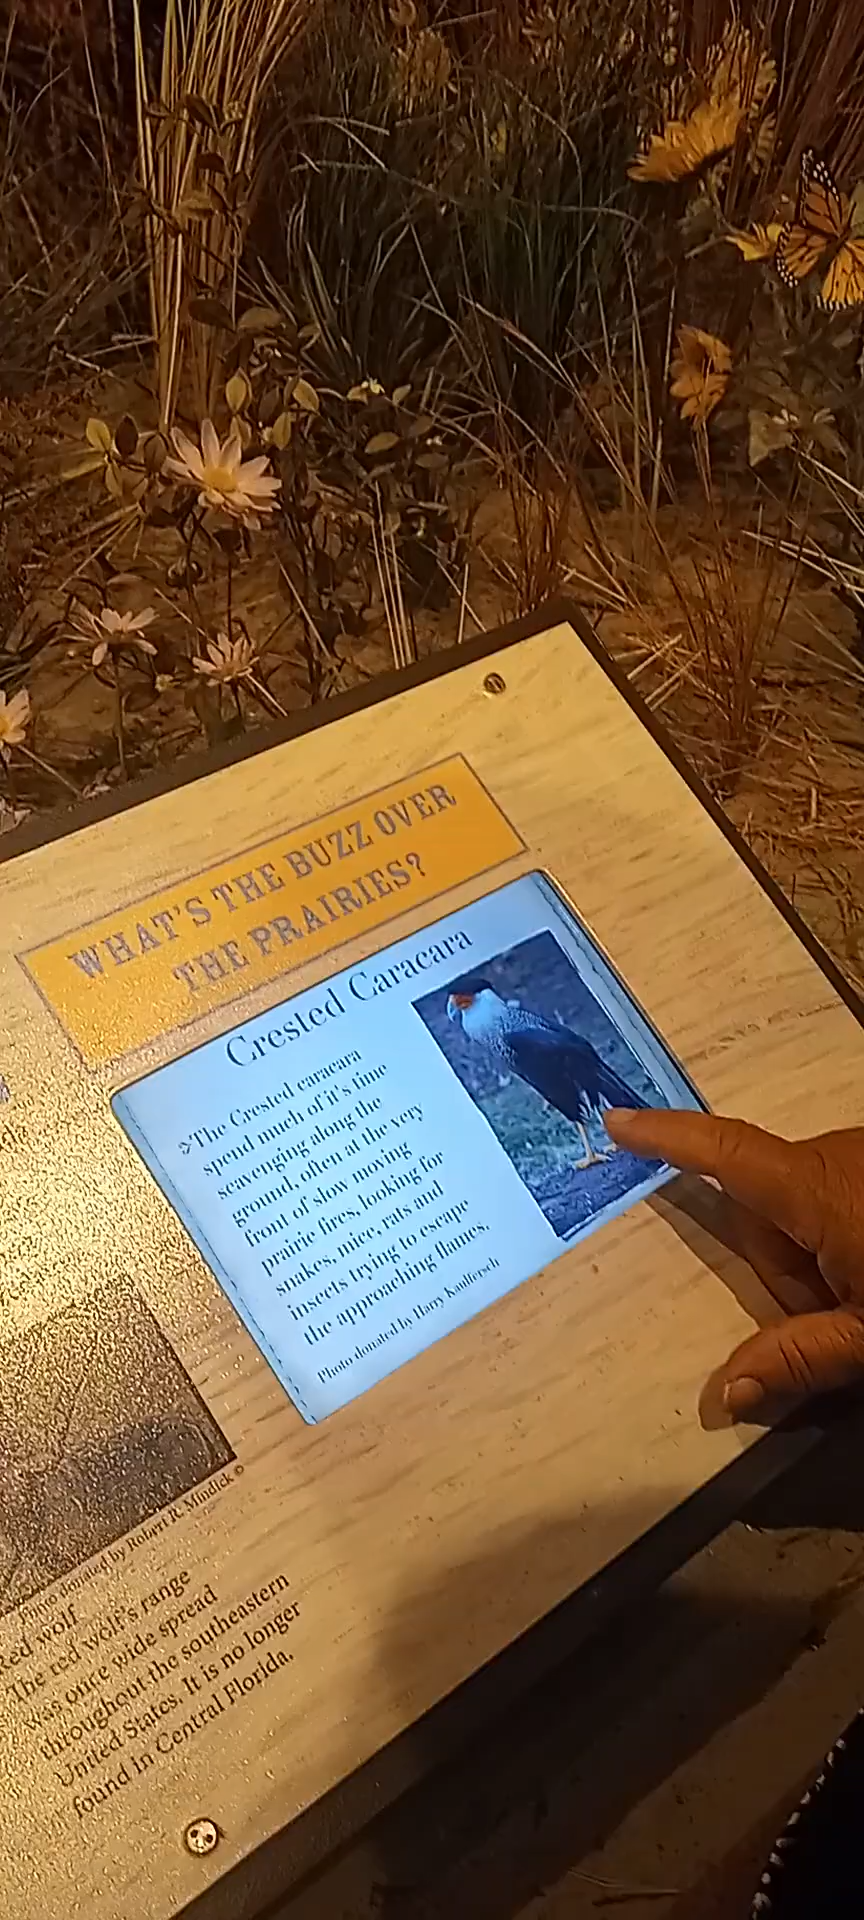 WHAT'S THE BUZZ OVER
THE PRAIRIES?
Crested Caracara
The Crested caracara
spend much of it's time
scavenging along the
ground, often at the very
front of slow moving
prairie fires, looking for
snakes, mice, rats and
insects trying to escape
the approaching flames.
Photo donated by Harry
Photo donated by Robert R. Mindick ©
Red wolf
The red wolf's range
was once wide spread
throughout the southeastern
United States. It is no longer
found in Central Florida.